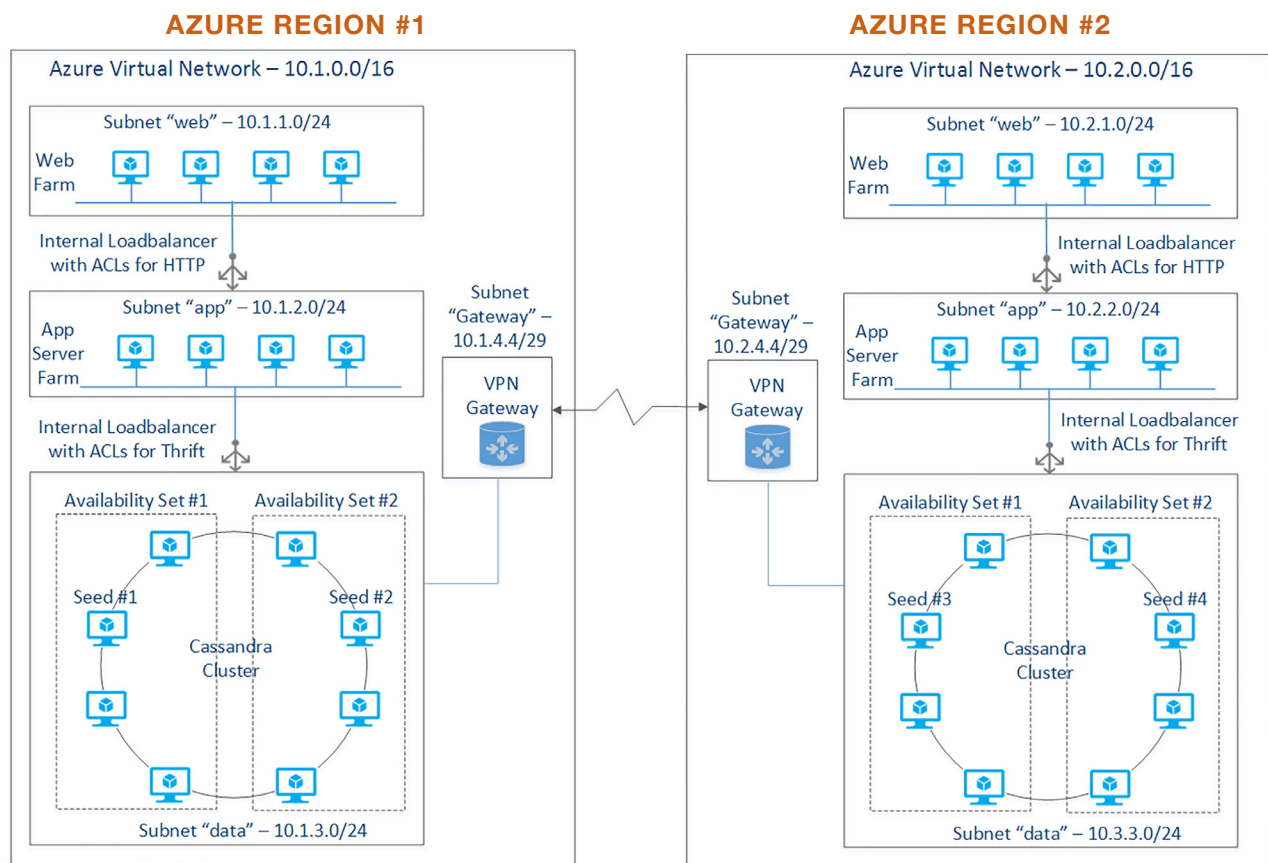 AZURE REGION #1
Azure Virtual Network – 10.1.0.0/16
Subnet “web” – 10.1.1.0/24
Web
Farm
Internal Loadbalancer
with ACLs for HTTP
Subnet “app” – 10.1.2.0/24
App
Server
Farm
Internal Loadbalancer
with ACLs for Thrift
Subnet
“Gateway” –
10.1.4.4/29
VPN
Gateway
Availability Set #1
Availability Set #2
Seed #1
Seed #2
Cassandra
Cluster
Subnet “data” – 10.1.3.0/24
AZURE REGION #2
Azure Virtual Network – 10.2.0.0/16
Subnet “web” – 10.2.1.0/24
Web
Farm
Internal Loadbalancer
with ACLs for HTTP
Subnet
“Gateway” –
10.2.4.4/29
VPN
Gateway
Subnet “app” – 10.2.2.0/24
App
Server
Farm
Internal Loadbalancer
with ACLs for Thrift
Availability Set #1
Availability Set #2
Seed #3
Seed #4
Cassandra
Cluster
Subnet “data” – 10.3.3.0/24